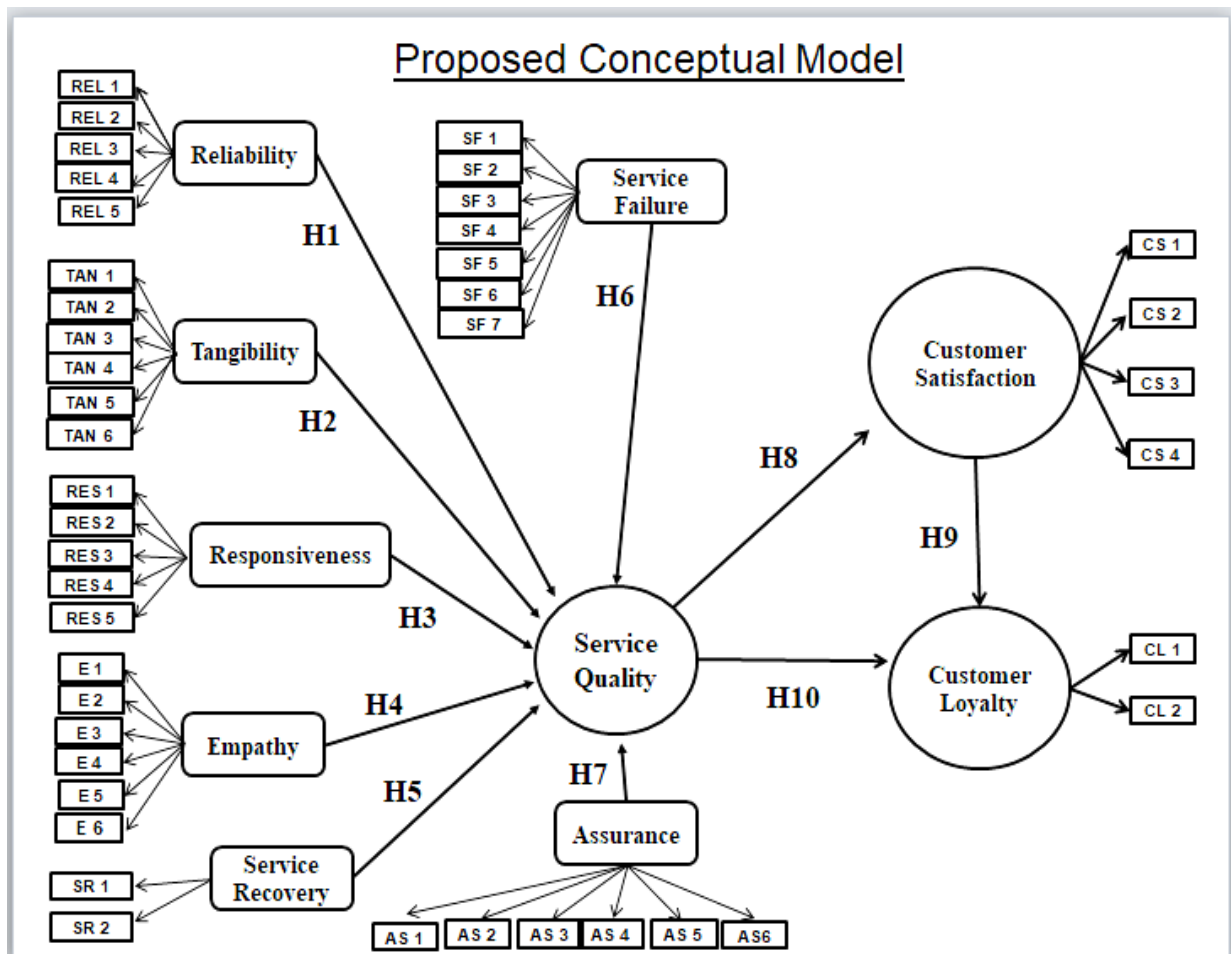 Proposed Conceptual Model
REL 1
REL 2
REL 3
REL 4
REL 5
Reliability
H1
TAN 1
TAN 2
TAN 3
TAN 4
TAN 5
TAN 6
Tangibility
H2
RES 1
RES 2
RES 3
RES 4
RES 5
Responsiveness
H3
E 1
E 2
E 3
E 4
E 5
E 6
Empathy
H4
SR 1
SR 2
Service
Recovery
H5
SF 1
SF 2
SF 3
SF 4
SF 5
SF 6
SF 7
Service
Failure
H6
Service
Quality
H7
Assurance
AS 1
AS 2
AS 3
AS 4
AS 5
AS6
H8
Customer
Satisfaction
CS 1
CS 2
CS 3
CS 4
H9
H10
Customer
Loyalty
CL 1
CL 2